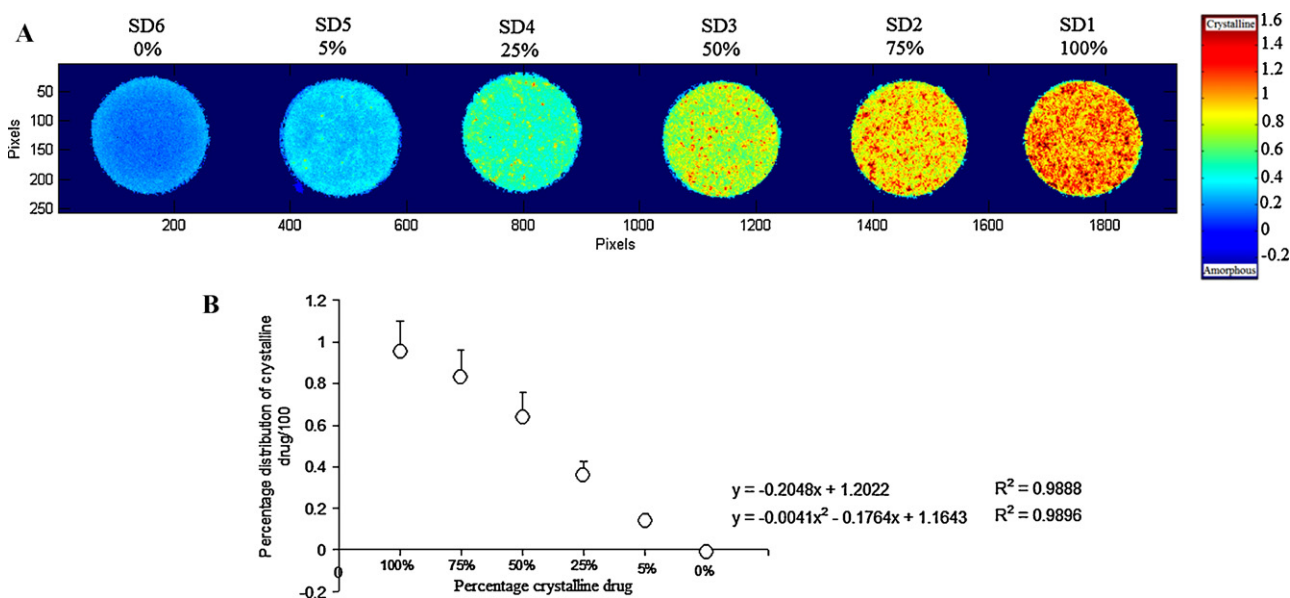 A
SD6 SD5 SD4 SD3 SD2 SD1
0% 5% 25% 50% 75% 100%
Crystalline
1.6
1.4
1.2
1
0.8
0.6
0.4
0.2
0
-0.2
Amorphous
Pixels
50
100
150
200
250
200 400 600 800 1000 1200 1400 1600 1800
Pixels
B
Percentage distribution of crystalline
drug/100
1.2
1
0.8
0.6
0.4
0.2
0
-0.2
0 100% 75% 50% 25% 5% 0%
Percentage crystalline drug
y = -0.2048x + 1.2022 R² = 0.9888
y = -0.0041x² - 0.1764x + 1.1643 R² = 0.9896